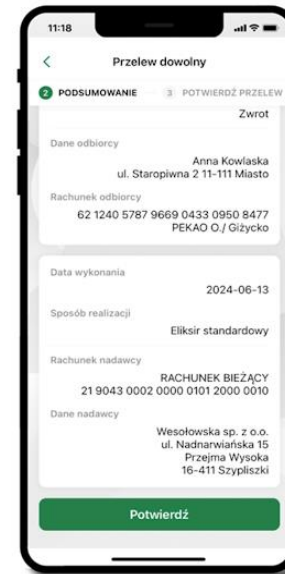 11:18
Przelew dowolny
2 PODSUMOWANIE 3 POTWIERDŹ PRZELEW
Zwrot
Dane odbiorcy
Anna Kowlaska
ul. Staropiwna 2 11-111 Miasto
Rachunek odbiorcy
62 1240 5787 9669 0433 0950 8477
PEKAO O./ Giżycko
Data wykonania
2024-06-13
Sposób realizacji
Eliksir standardowy
Rachunek nadawcy
RACHUNEK BIEŻĄCY
21 9043 0002 0000 0101 2000 0010
Dane nadawcy
Wesołowska sp. z o.o.
ul. Nadnarwiańska 15
Przejma Wysoka
16-411 Szypliszki
Potwierdź